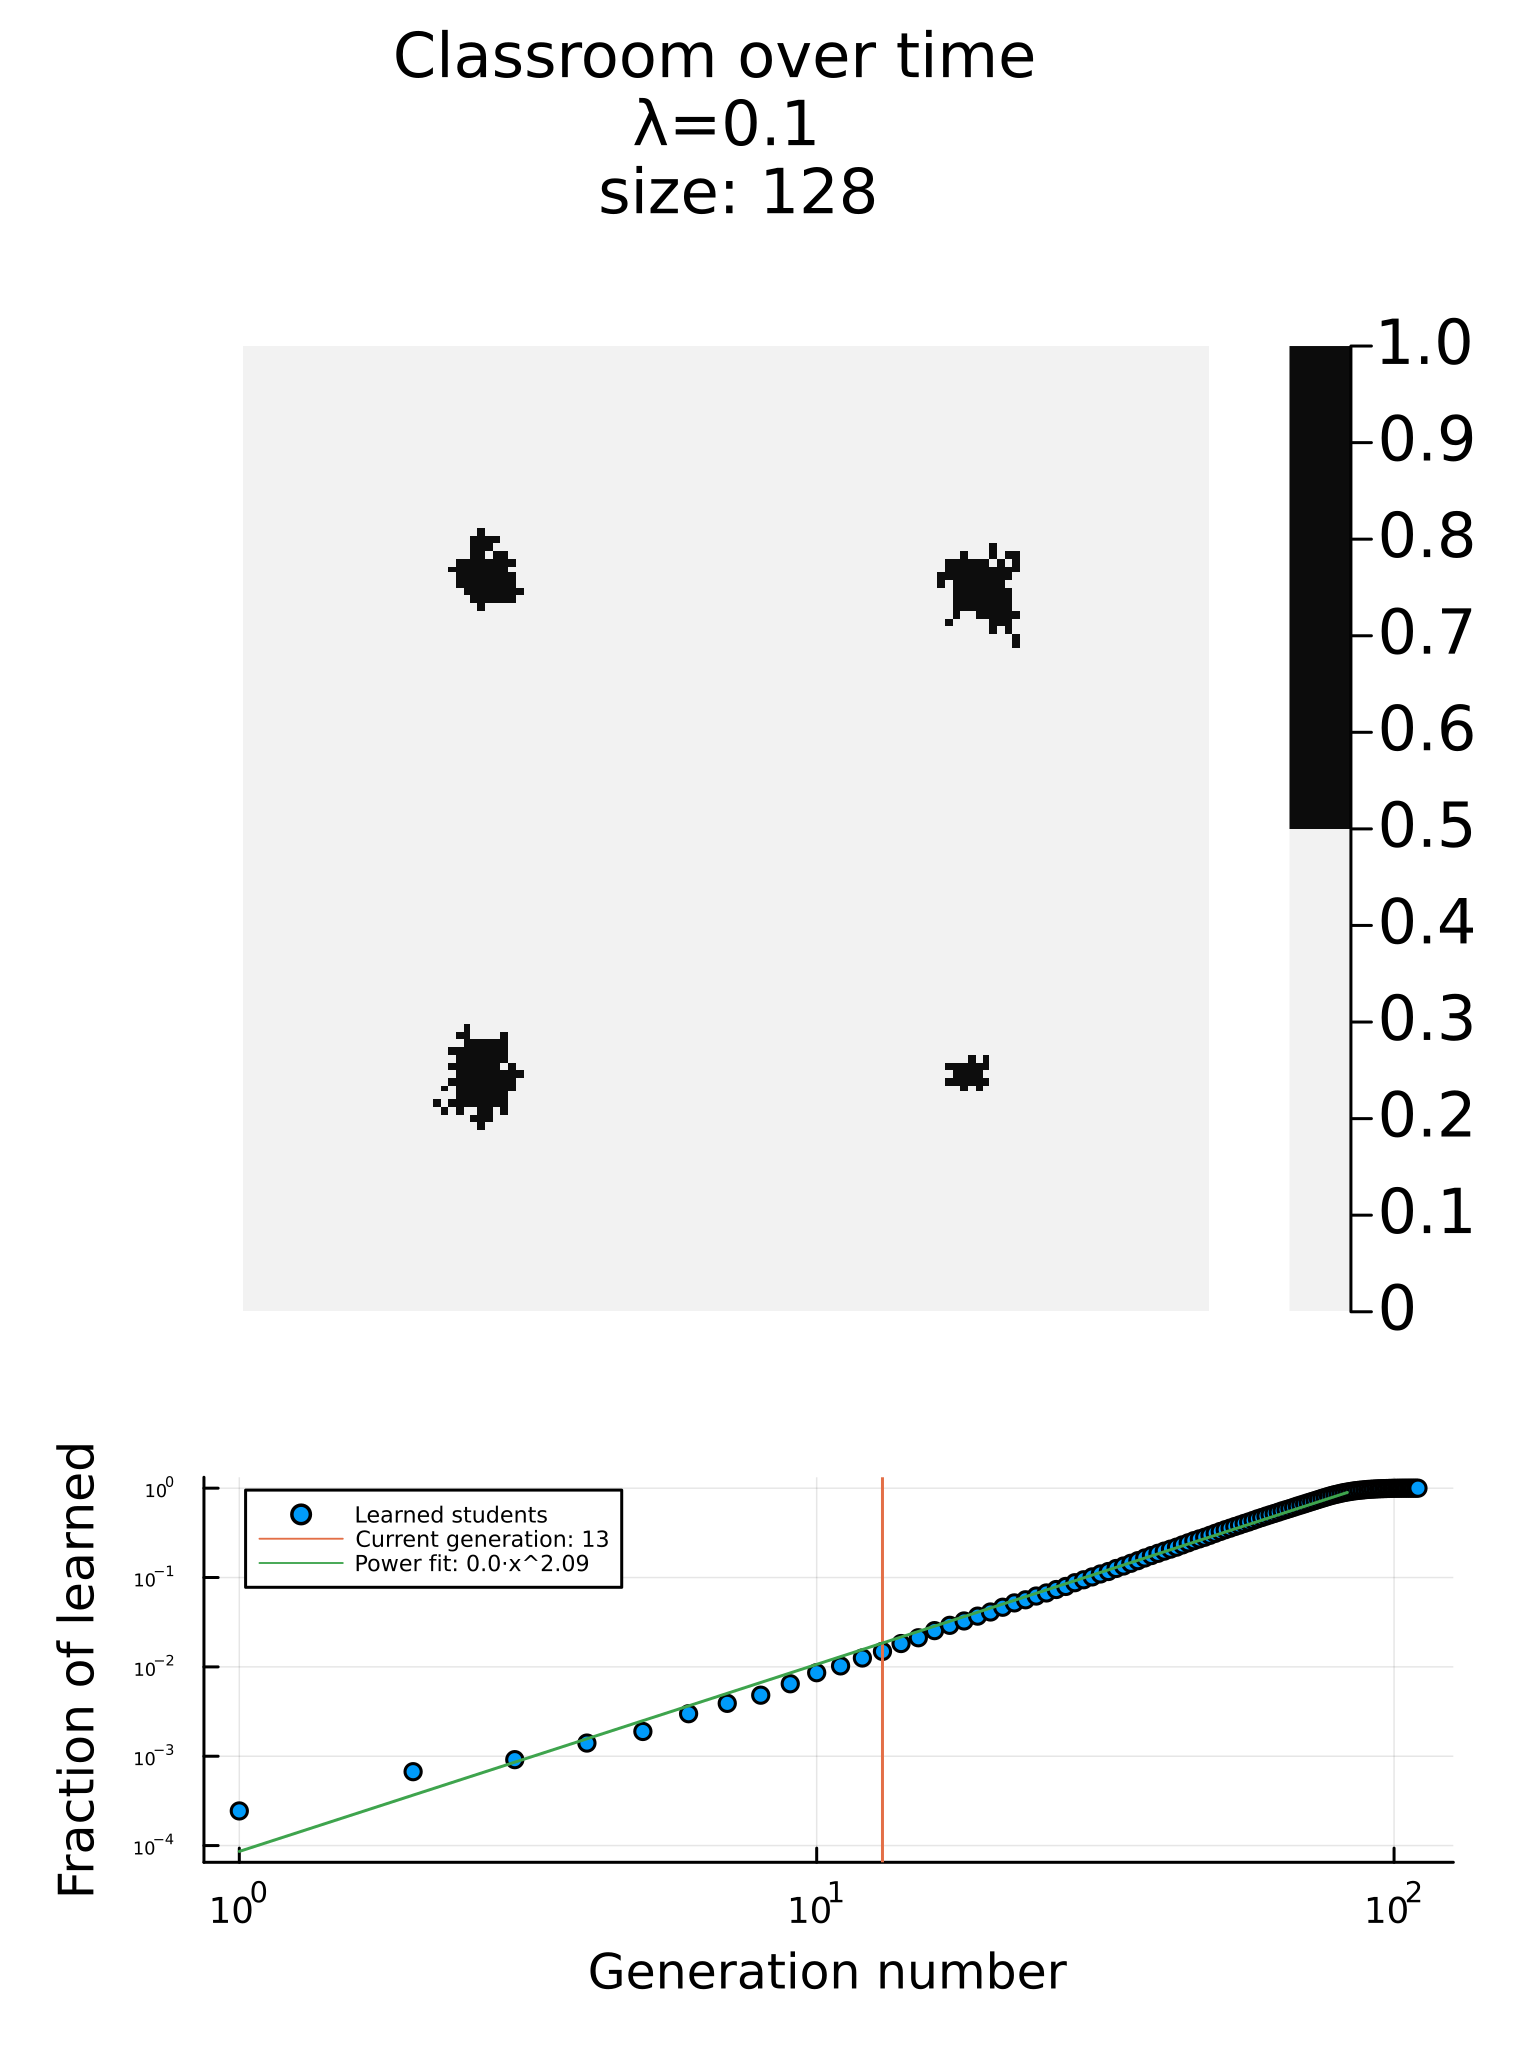 Classroom over time
λ=0.1
size: 128
1.0
0.9
0.8
0.7
0.6
0.5
0.4
0.3
0.2
0.1
0
Fraction of learned
10^0
10^-1
10^-2
10^-3
10^-4
Learned students
Current generation: 13
Power fit: 0.0·x^2.09
10^0 10^1 10^2
Generation number